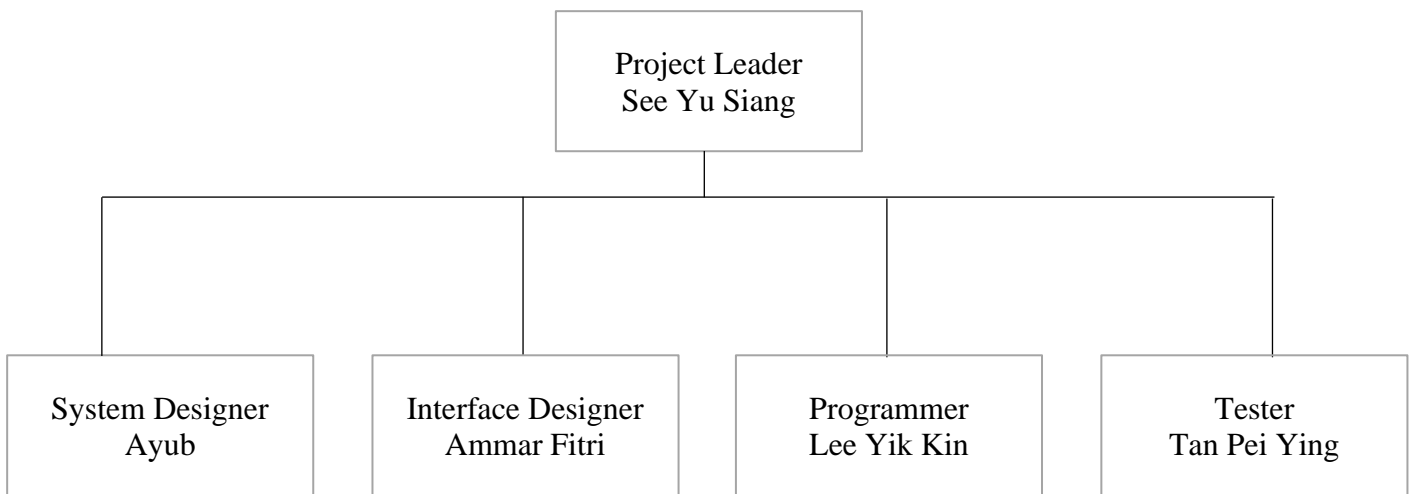 Project Leader
See Yu Siang
System Designer
Ayub
Interface Designer
Ammar Fitri
Programmer
Lee Yik Kin
Tester
Tan Pei Ying